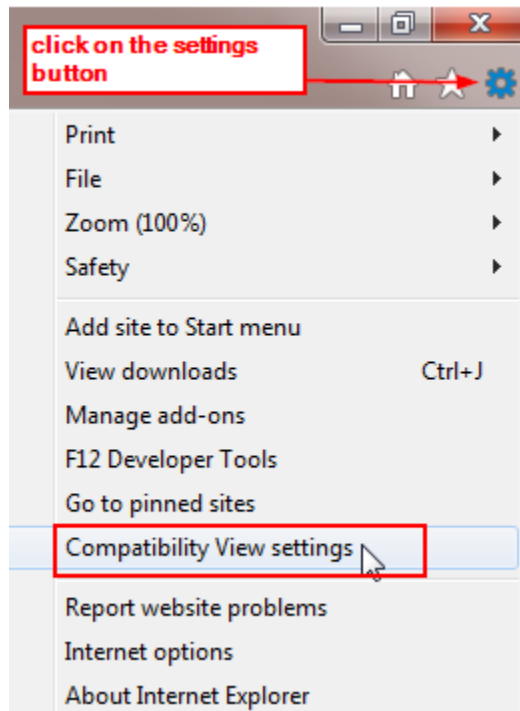 click on the settings
button
Print
File
Zoom (100%)
Safety
Add site to Start menu
View downloads Ctrl+J
Manage add-ons
F12 Developer Tools
Go to pinned sites
Compatibility View settings
Report website problems
Internet options
About Internet Explorer